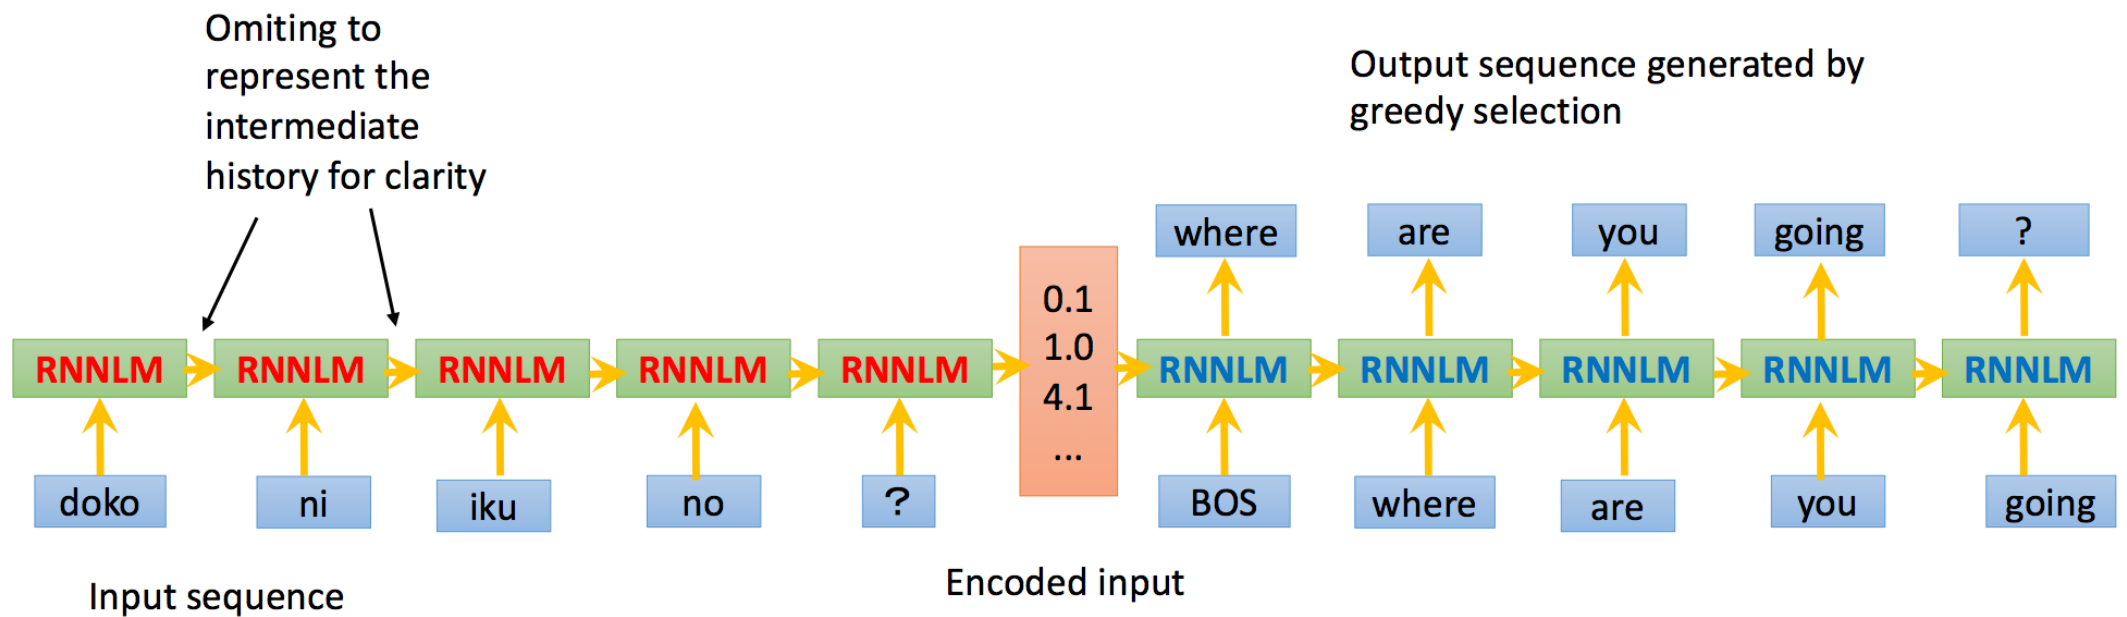 Omiting to
represent the
intermediate
history for clarity
Output sequence generated by
greedy selection
where are you going ?
0.1
1.0
4.1
...
RNNLM RNNLM RNNLM RNNLM RNNLM RNNLM RNNLM RNNLM RNNLM RNNLM
doko ni iku no ? BOS where are you going
Input sequence
Encoded input